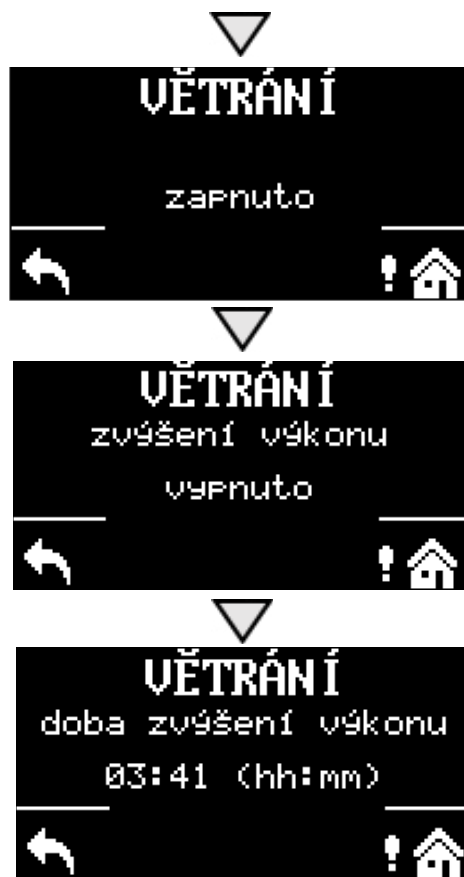 VĚTRÁNÍ
zapnuto
!
VĚTRÁNÍ
zvýšení výkonu
vypnuto
!
VĚTRÁNÍ
doba zvýšení výkonu
03:41 (hh:mm)
!